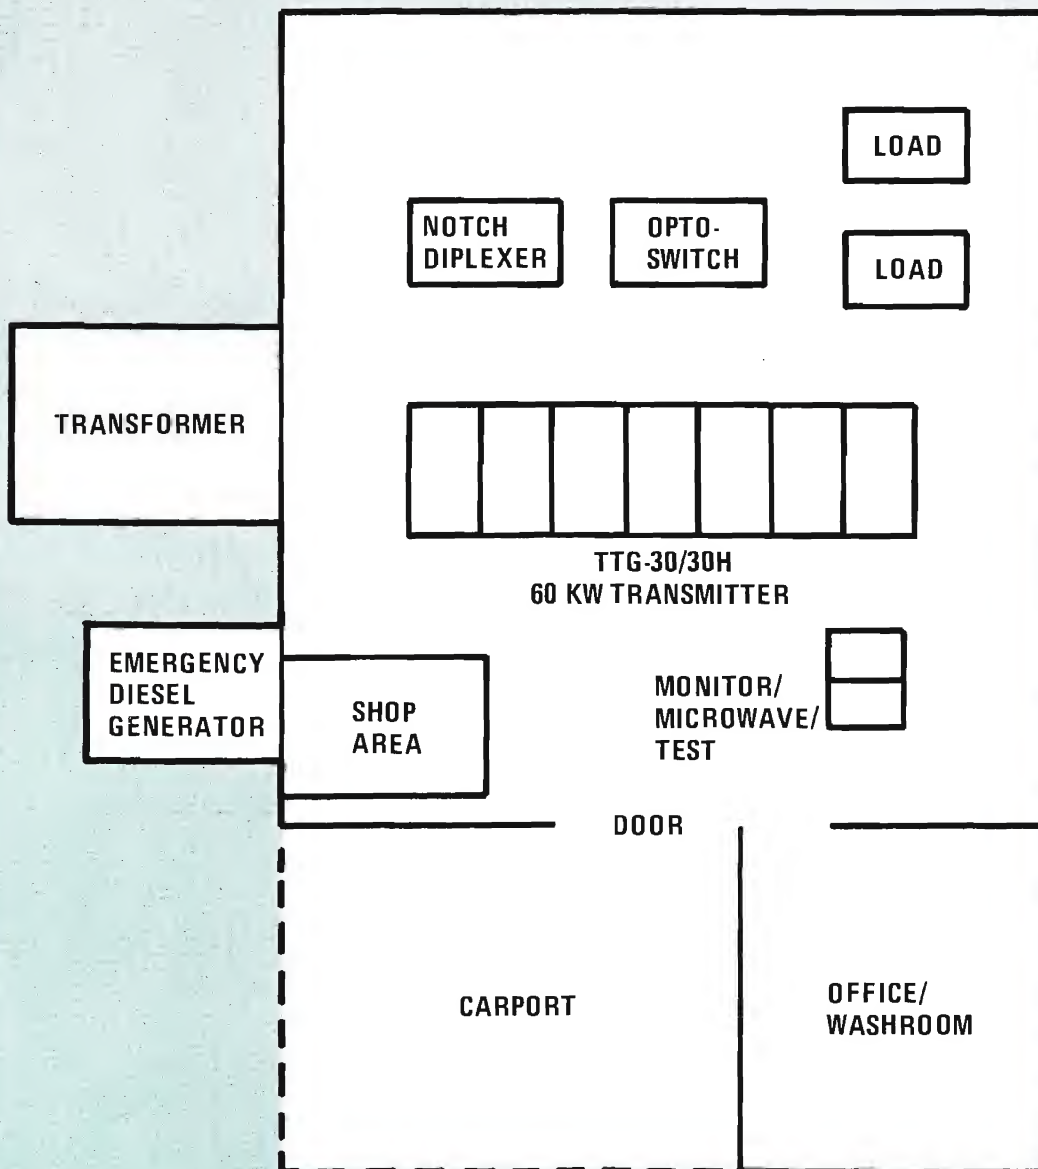 LOAD
NOTCH
DIPLEXER
OPTO-
SWITCH
LOAD
TRANSFORMER
TTG-30/30H
60 KW TRANSMITTER
EMERGENCY
DIESEL
GENERATOR
SHOP
AREA
MONITOR/
MICROWAVE/
TEST
DOOR
CARPORT
OFFICE/
WASHROOM